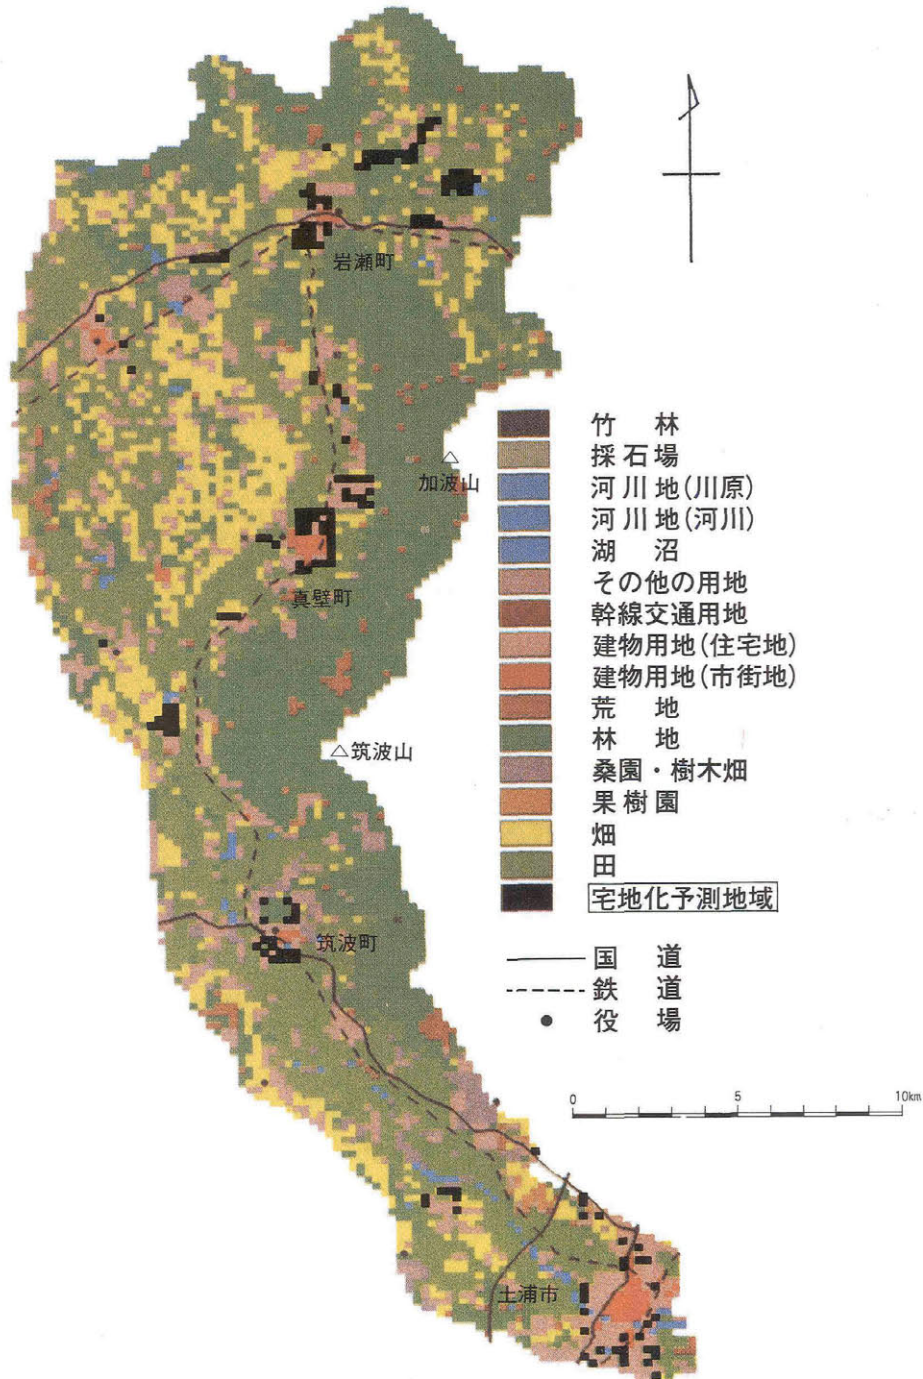 岩瀬町
竹林
採石場
加波山
河川地(川原)
河川地(河川)
湖沼
その他の用地
幹線交通用地
真壁町
建物用地(住宅地)
建物用地(市街地)
荒地
林地
筑波山
桑園・樹木畑
果樹園
畑
田
宅地化予測地域
筑波町
国道
鉄道
役場
0 5 10km
土浦市